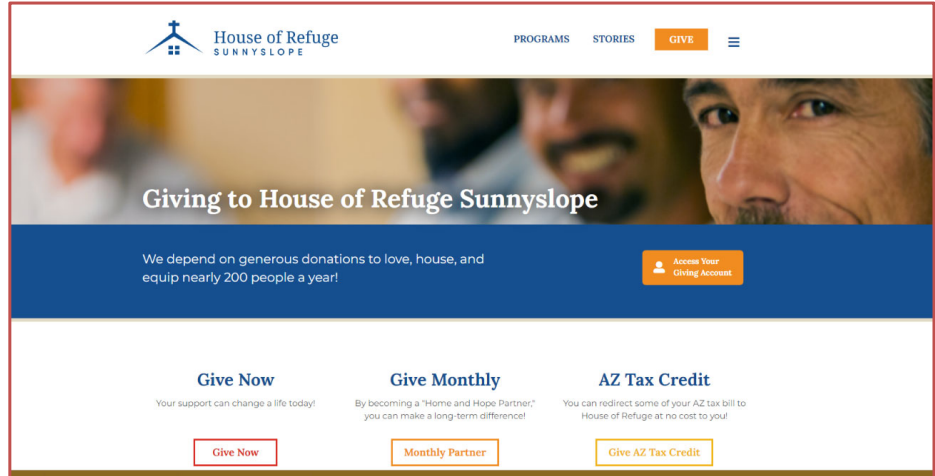 House of Refuge
SUNNYSLOPE
PROGRAMS STORIES GIVE
Giving to House of Refuge Sunnyslope
We depend on generous donations to love, house, and
equip nearly 200 people a year!
Access Your
Giving Account
Give Now
Your support can change a life today!
Give Now
Give Monthly
By becoming a "Home and Hope Partner,"
you can make a long-term difference!
Monthly Partner
AZ Tax Credit
You can redirect some of your AZ tax bill to
House of Refuge at no cost to you!
Give AZ Tax Credit